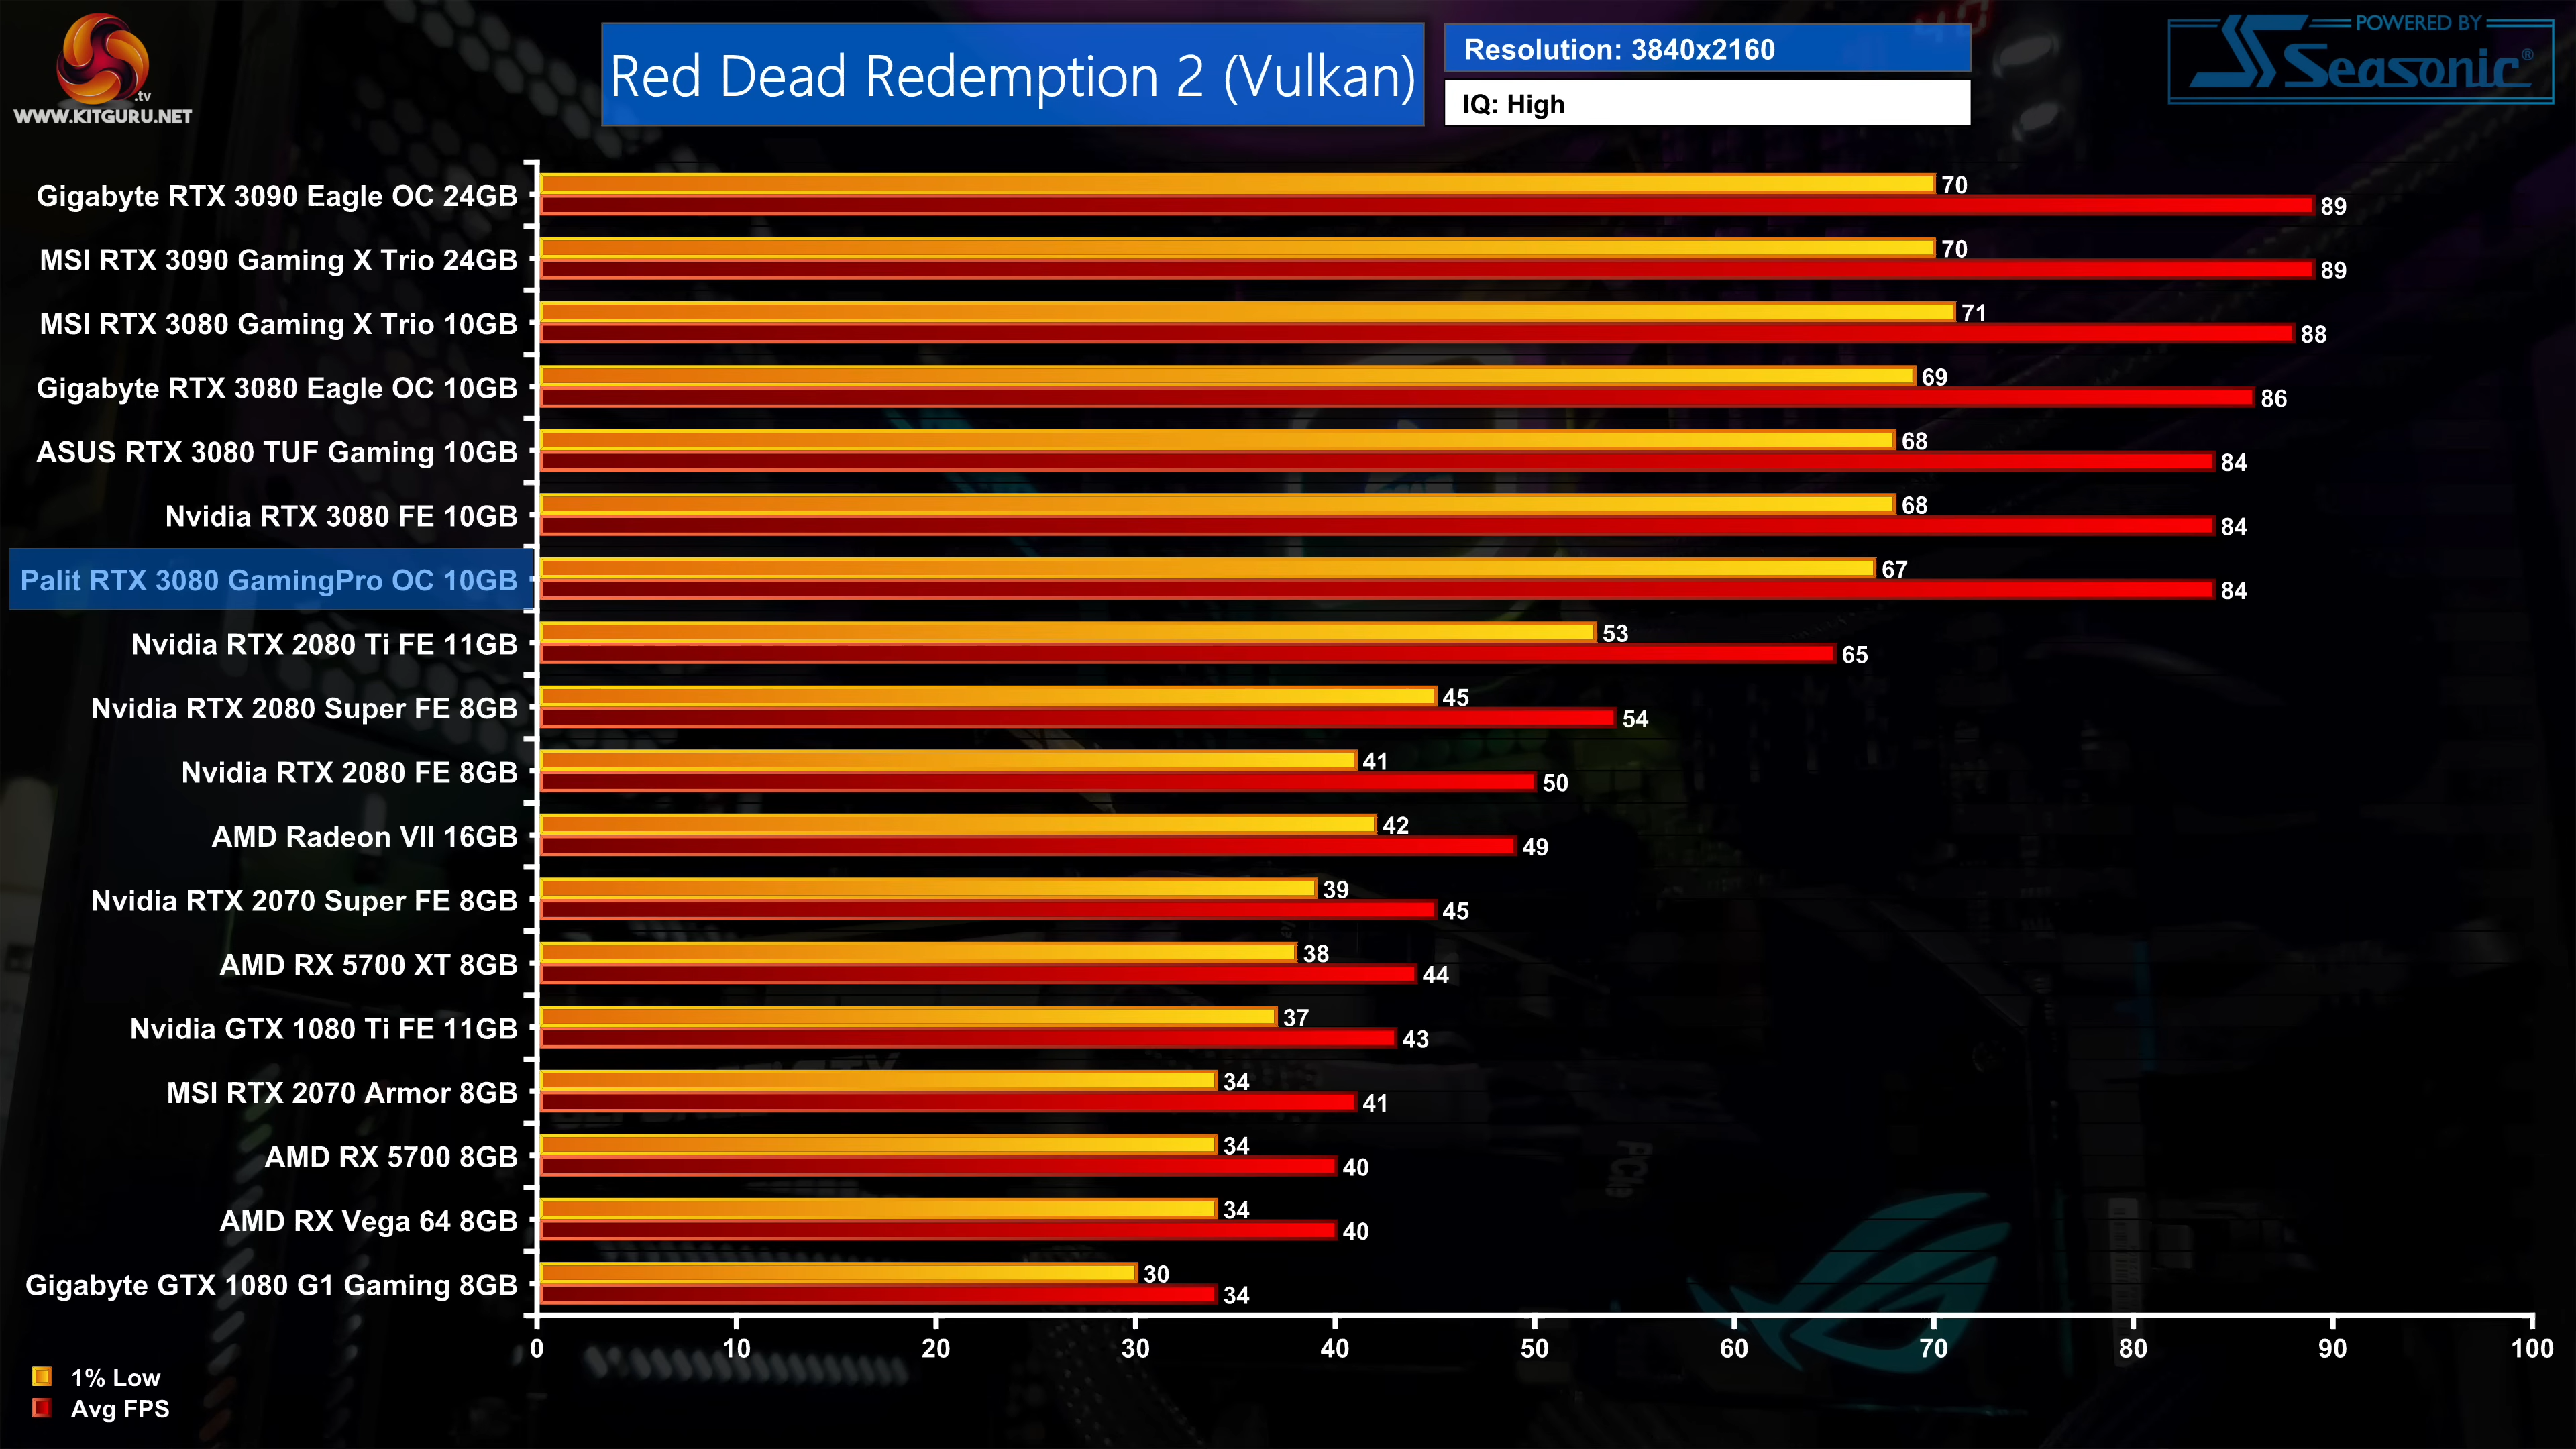 .tv
WWW.KITGURU.NET
Red Dead Redemption 2 (Vulkan)
Resolution: 3840x2160
IQ: High
POWERED BY
Seasonic®
Gigabyte RTX 3090 Eagle OC 24GB
70
89
MSI RTX 3090 Gaming X Trio 24GB
70
89
MSI RTX 3080 Gaming X Trio 10GB
71
88
Gigabyte RTX 3080 Eagle OC 10GB
69
86
ASUS RTX 3080 TUF Gaming 10GB
68
84
Nvidia RTX 3080 FE 10GB
68
84
Palit RTX 3080 GamingPro OC 10GB
67
84
Nvidia RTX 2080 Ti FE 11GB
53
65
Nvidia RTX 2080 Super FE 8GB
45
54
Nvidia RTX 2080 FE 8GB
41
50
AMD Radeon VII 16GB
42
49
Nvidia RTX 2070 Super FE 8GB
39
45
AMD RX 5700 XT 8GB
38
44
Nvidia GTX 1080 Ti FE 11GB
37
43
MSI RTX 2070 Armor 8GB
34
41
AMD RX 5700 8GB
34
40
AMD RX Vega 64 8GB
34
40
Gigabyte GTX 1080 G1 Gaming 8GB
30
34
0 10 20 30 40 50 60 70 80 90 100
1% Low
Avg FPS